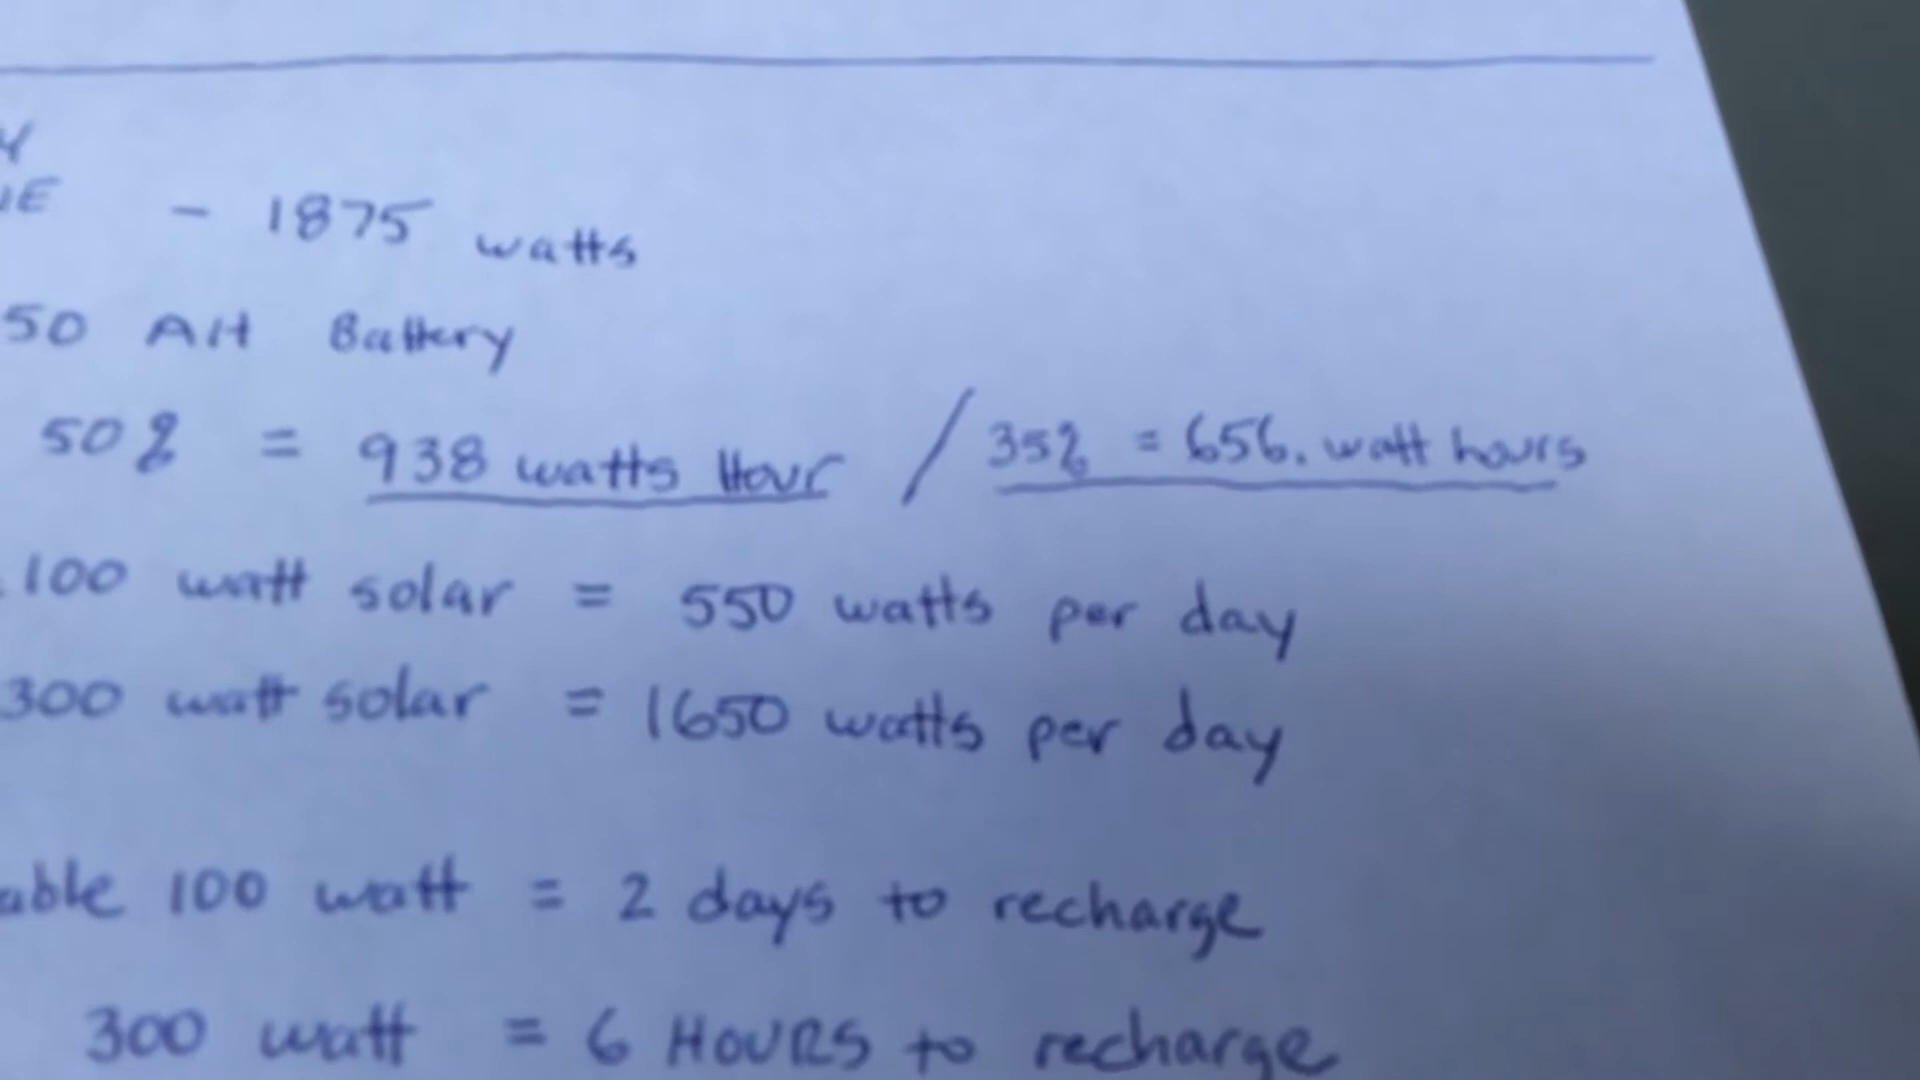 - 1875 watts
50 AH Battery
50% = 938 watts Hour / 35% = 656. watt hours
100 watt solar = 550 watts per day
300 watt solar = 1650 watts per day
able 100 watt = 2 days to recharge
300 watt = 6 HOURS to recharge